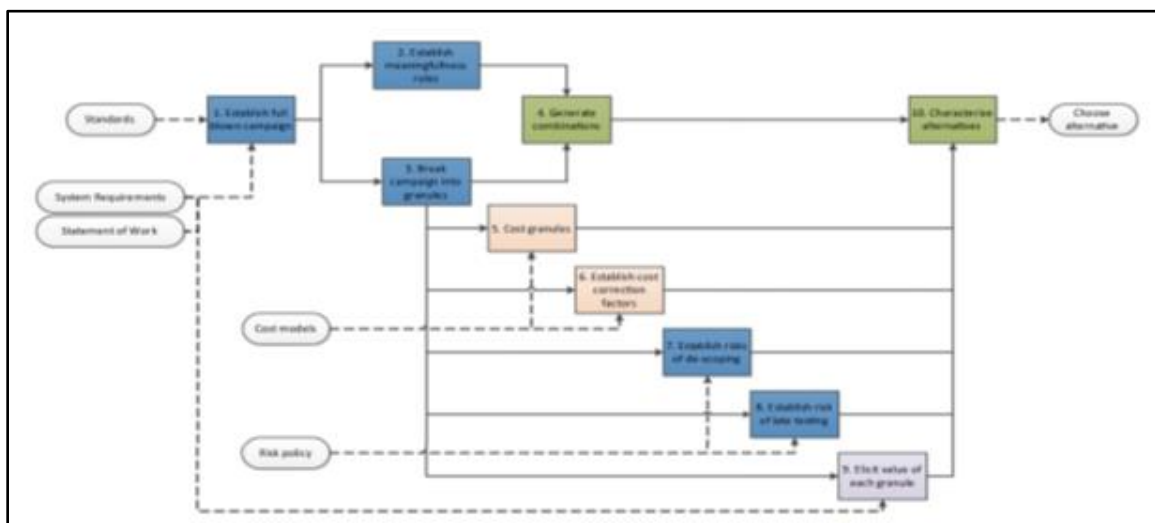 2. Establish
meaningfulness
rules
Standards
1. Establish full
blown campaign
4. Generate
combinations
10. Characterise
alternatives
Choose
alternative
3. Break
campaign into
granules
System Requirements
Statement of Work
5. Cost granules
6. Establish cost
correction
factors
Cost models
7. Establish risks
of de-scoping
8. Establish risk
of late testing
Risk policy
9. Elicit value of
each granule